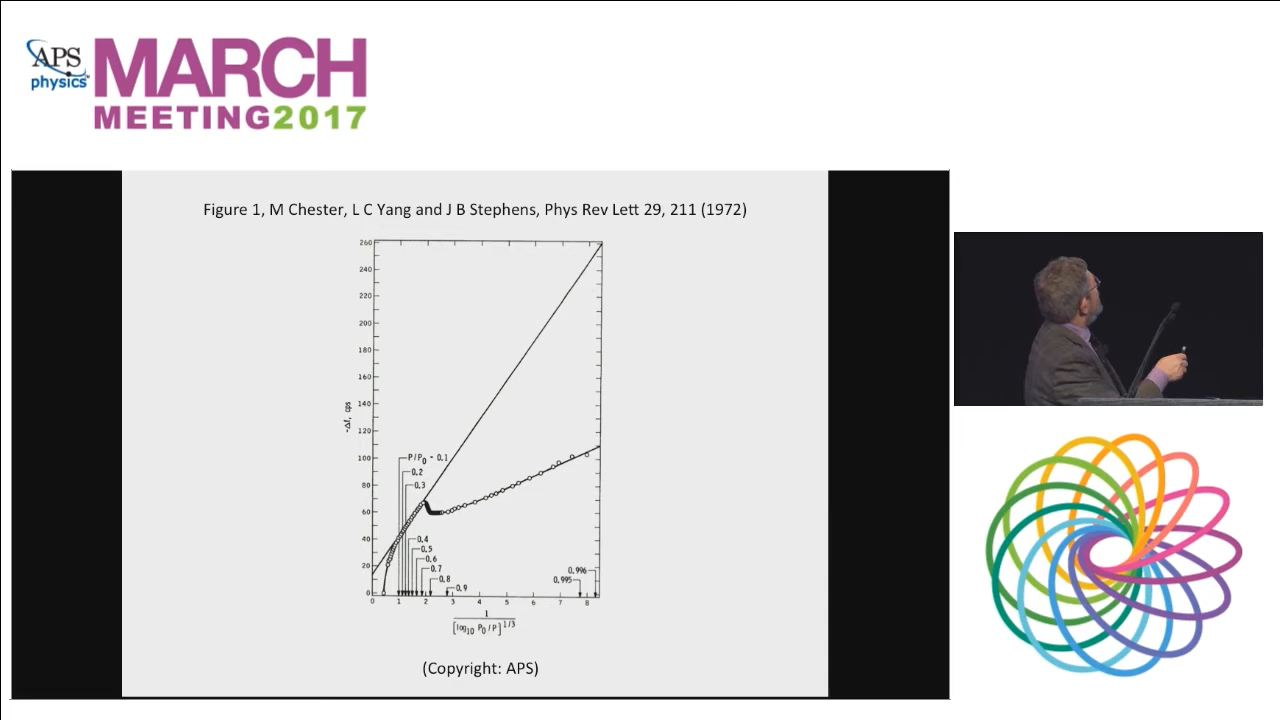 APS
physics
MARCH
MEETING2017
Figure 1, M Chester, L C Yang and J B Stephens, Phys Rev Lett 29, 211 (1972)
260
240
220
200
180
160
140
120
100
80
60
40
20
0
-Δf, cps
P/P₀ - 0.1
0.2
0.3
0.4
0.5
0.6
0.7
0.8
0.9
0.996
0.995
0 1 2 3 4 5 6 7 8
1
[log₁₀ P₀/P]^1/3
(Copyright: APS)